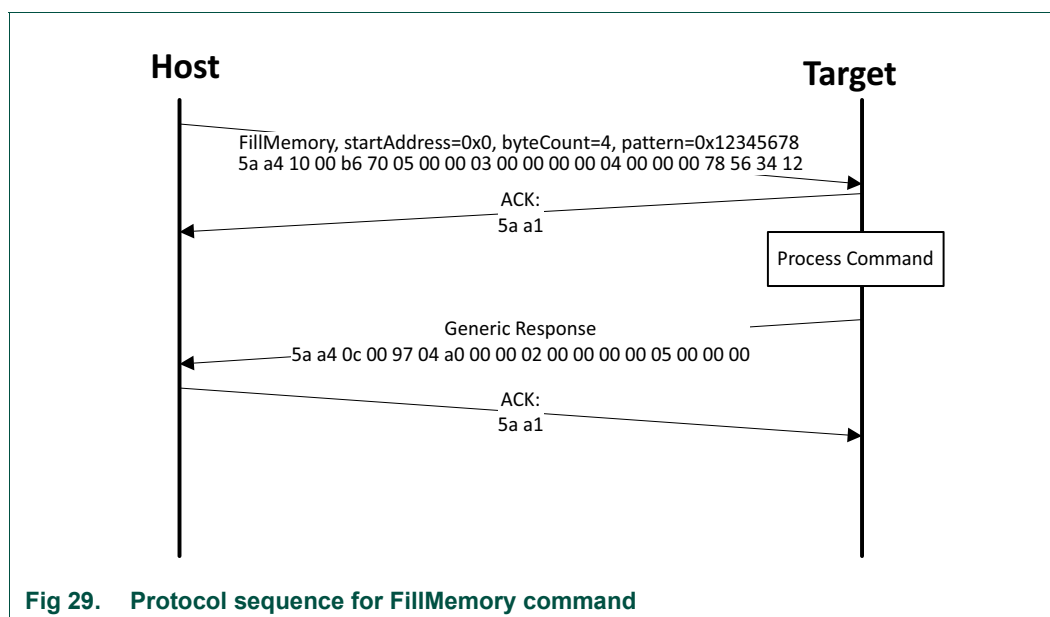 Host
Target
FillMemory, startAddress=0x0, byteCount=4, pattern=0x12345678
5a a4 10 00 b6 70 05 00 00 03 00 00 00 00 04 00 00 00 78 56 34 12
ACK:
5a a1
Process Command
Generic Response
5a a4 0c 00 97 04 a0 00 00 02 00 00 00 00 05 00 00 00
ACK:
5a a1
Fig 29. Protocol sequence for FillMemory command